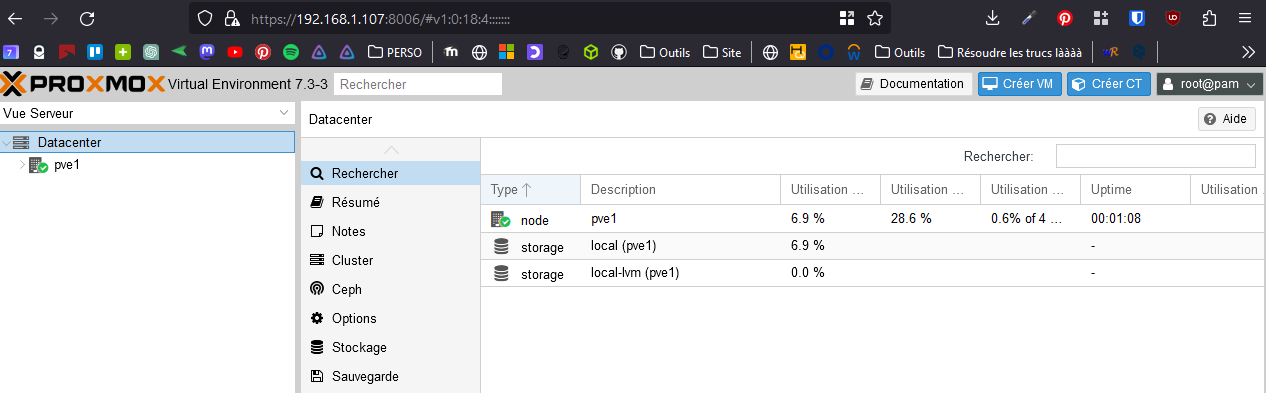 https://192.168.1.107:8006/#v1:0:18:4:::::::
PERSO Outils Site Outils Résoudre les trucs làààà
PROXMOX Virtual Environment 7.3-3 Rechercher Documentation Créer VM Créer CT root@pam
Vue Serveur
Datacenter
pve1
Datacenter Aide
Rechercher
Résumé
Notes
Cluster
Ceph
Options
Stockage
Sauvegarde
Rechercher:
Type Description Utilisation ... Utilisation ... Utilisation ... Uptime Utilisation
node pve1 6.9 % 28.6 % 0.6% of 4 ... 00:01:08
storage local (pve1) 6.9 % -
storage local-lvm (pve1) 0.0 % -